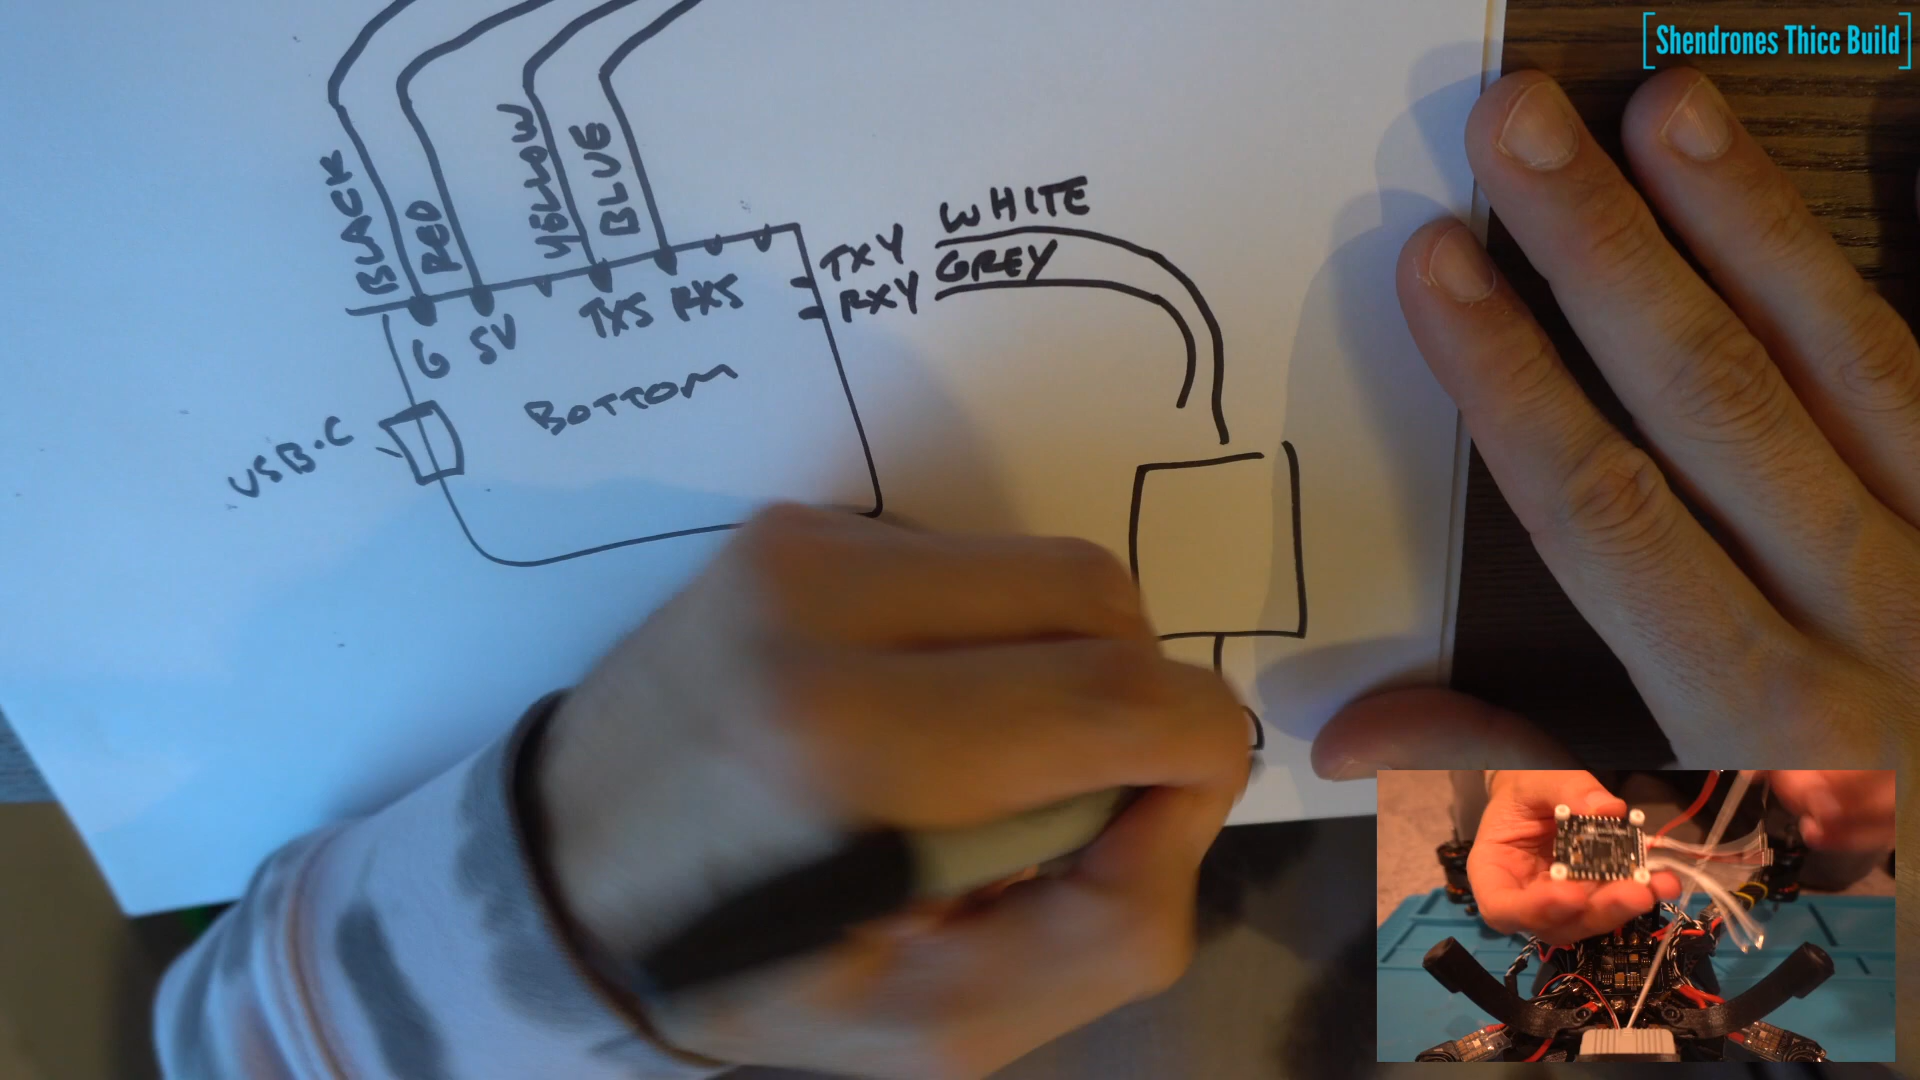 [Shendrones Thicc Build]
BLACK
RED
YELLOW
BLUE
WHITE
TXY
GREY
RXY
G
5V
TX5
RX5
BOTTOM
USB-C